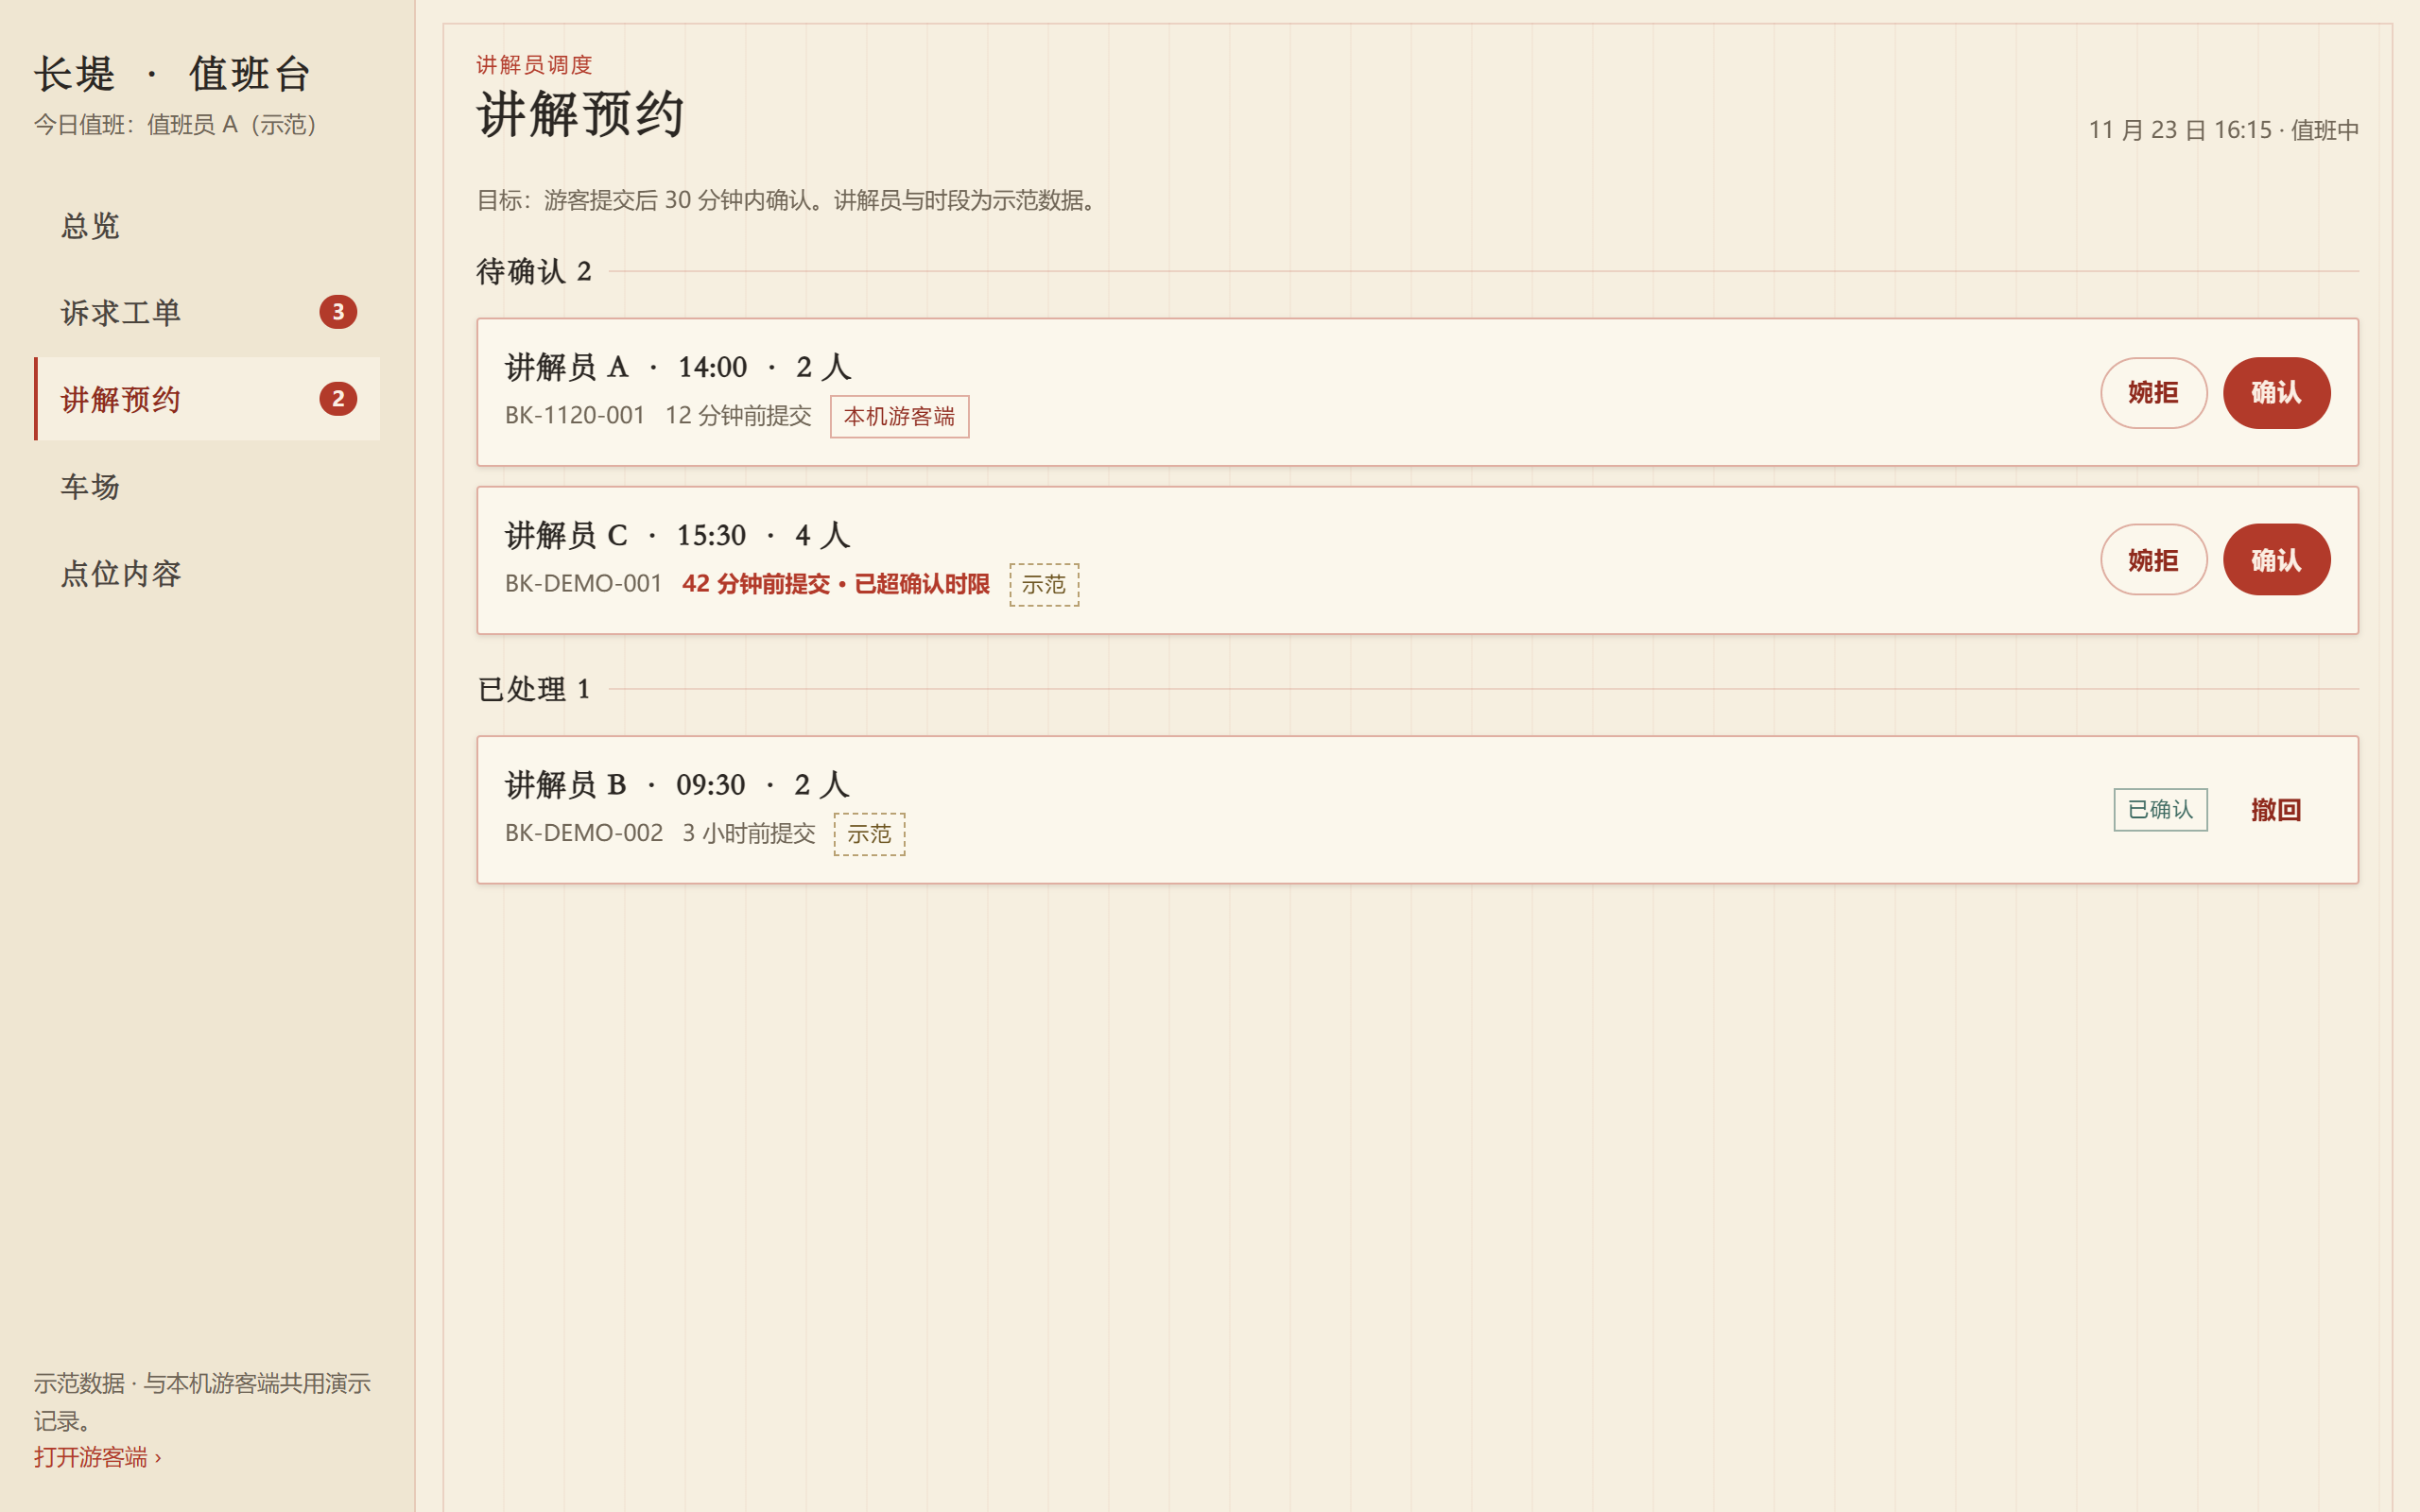 长堤 · 值班台
今日值班：值班员 A（示范）
总览
诉求工单 3
讲解预约 2
车场
点位内容
示范数据 · 与本机游客端共用演示
记录。
打开游客端 ›
讲解员调度
讲解预约
11 月 23 日 16:15 · 值班中
目标：游客提交后 30 分钟内确认。讲解员与时段为示范数据。
待确认 2
讲解员 A · 14:00 · 2 人
BK-1120-001 12 分钟前提交 本机游客端
婉拒 确认
讲解员 C · 15:30 · 4 人
BK-DEMO-001 42 分钟前提交 · 已超确认时限 示范
婉拒 确认
已处理 1
讲解员 B · 09:30 · 2 人
BK-DEMO-002 3 小时前提交 示范
已确认 撤回